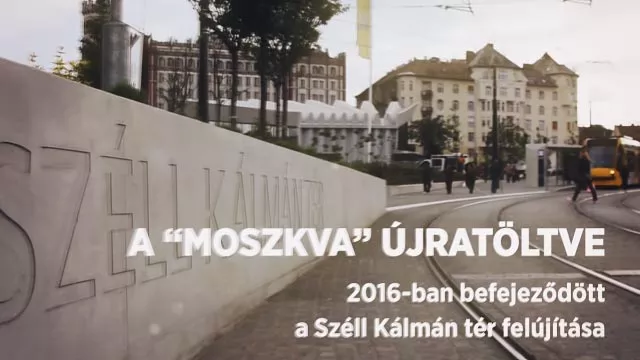 SZÉLL KÁLMÁN TÉR
A “MOSZKVA” ÚJRATÖLTVE
2016-ban befejeződött
a Széll Kálmán tér felújítása